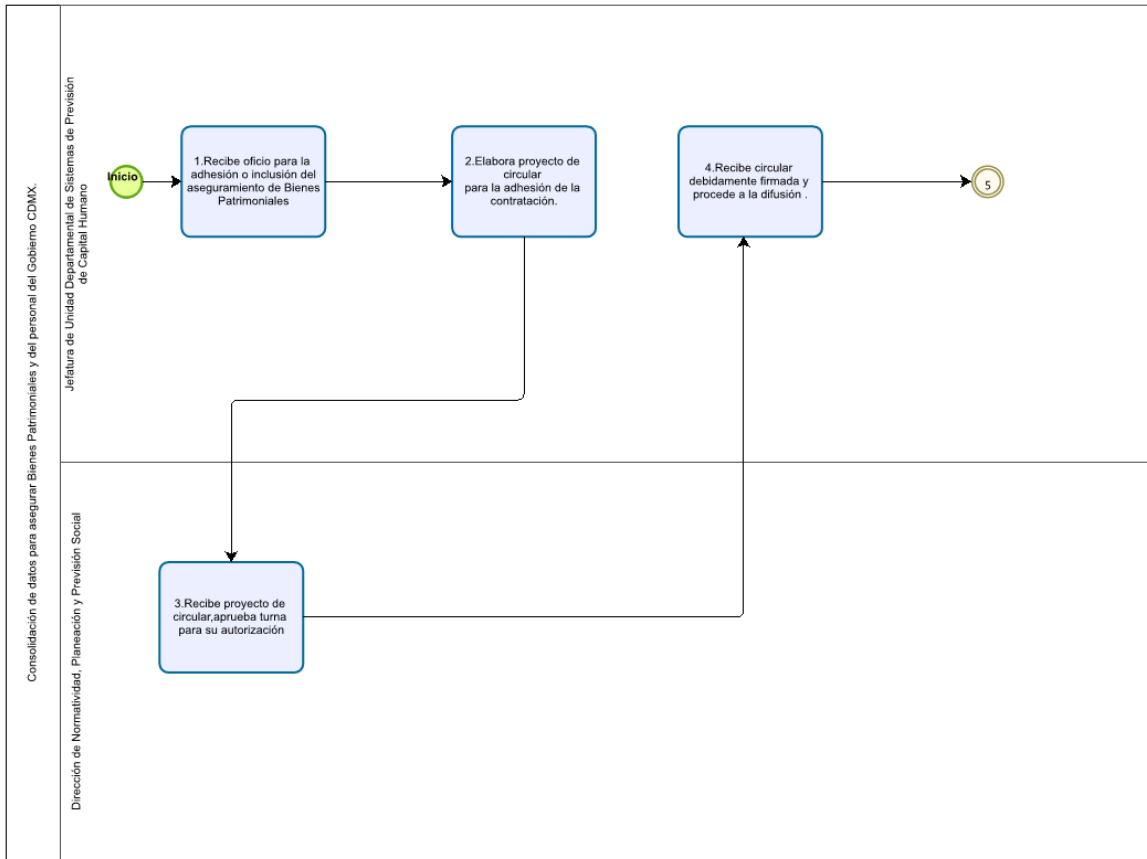 Consolidación de datos para asegurar Bienes Patrimoniales y del personal del Gobierno CDMX.
Jefatura de Unidad Departamental de Sistemas de Previsión
de Capital Humano
Inicio
1.Recibe oficio para la
adhesión o inclusión del
aseguramiento de Bienes
Patrimoniales
2.Elabora proyecto de
circular
para la adhesión de la
contratación.
4.Recibe circular
debidamente firmada y
procede a la difusión .
5
Dirección de Normatividad, Planeación y Previsión Social
3.Recibe proyecto de
circular,aprueba turna
para su autorización